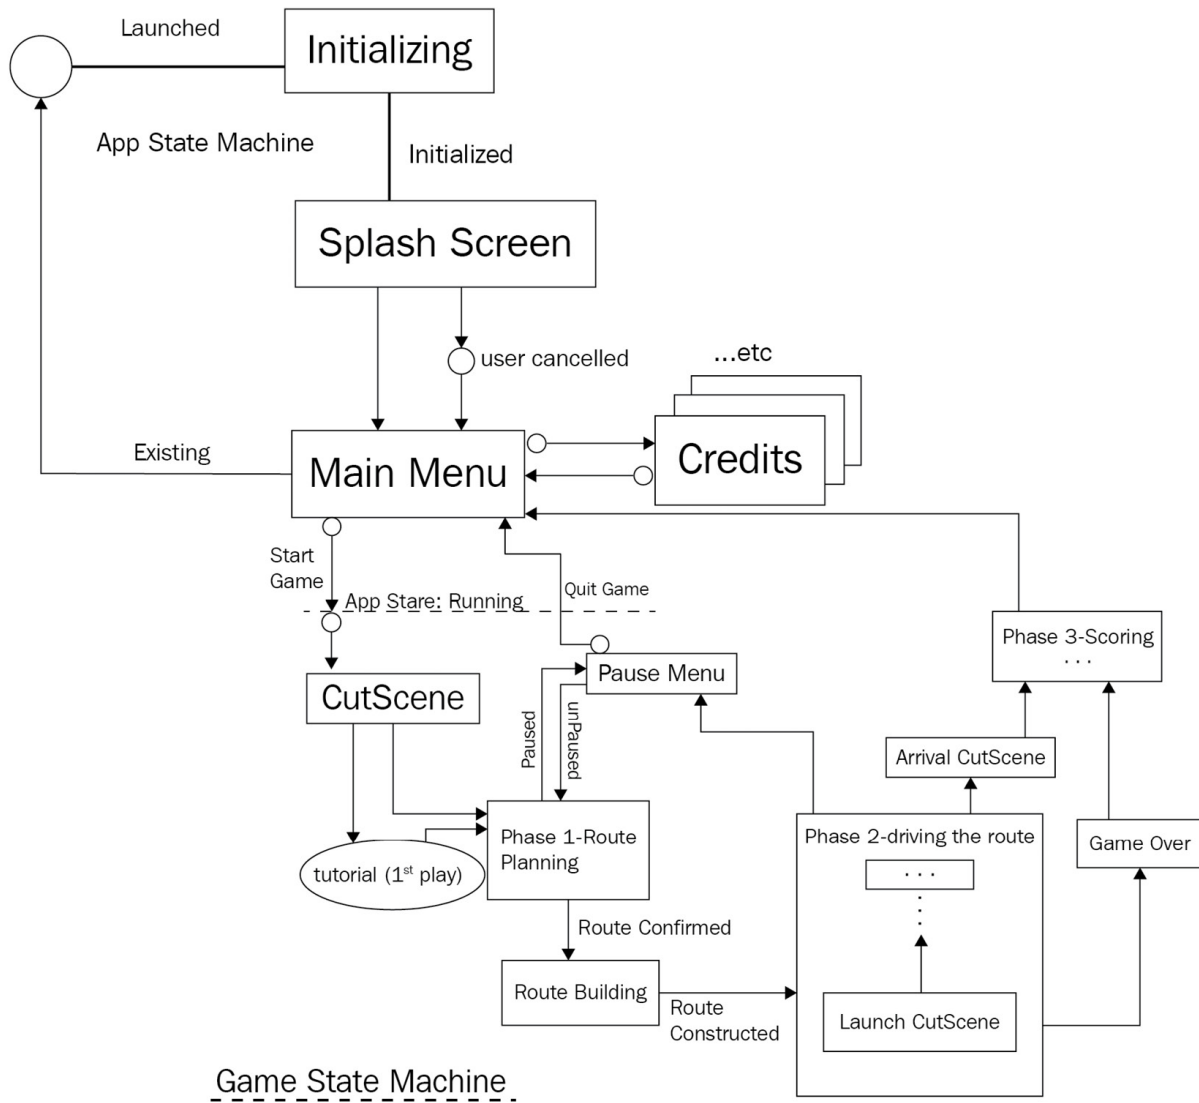 Launched
Initializing
App State Machine
Initialized
Splash Screen
user cancelled
...etc
Existing
Main Menu
Credits
Start
Game
App Stare: Running
Quit Game
Phase 3-Scoring
...
CutScene
Pause Menu
Paused
unPaused
Arrival CutScene
Phase 1-Route
Planning
Phase 2-driving the route
Game Over
tutorial (1st play)
...
Route Confirmed
Route Building
Route
Constructed
Launch CutScene
Game State Machine